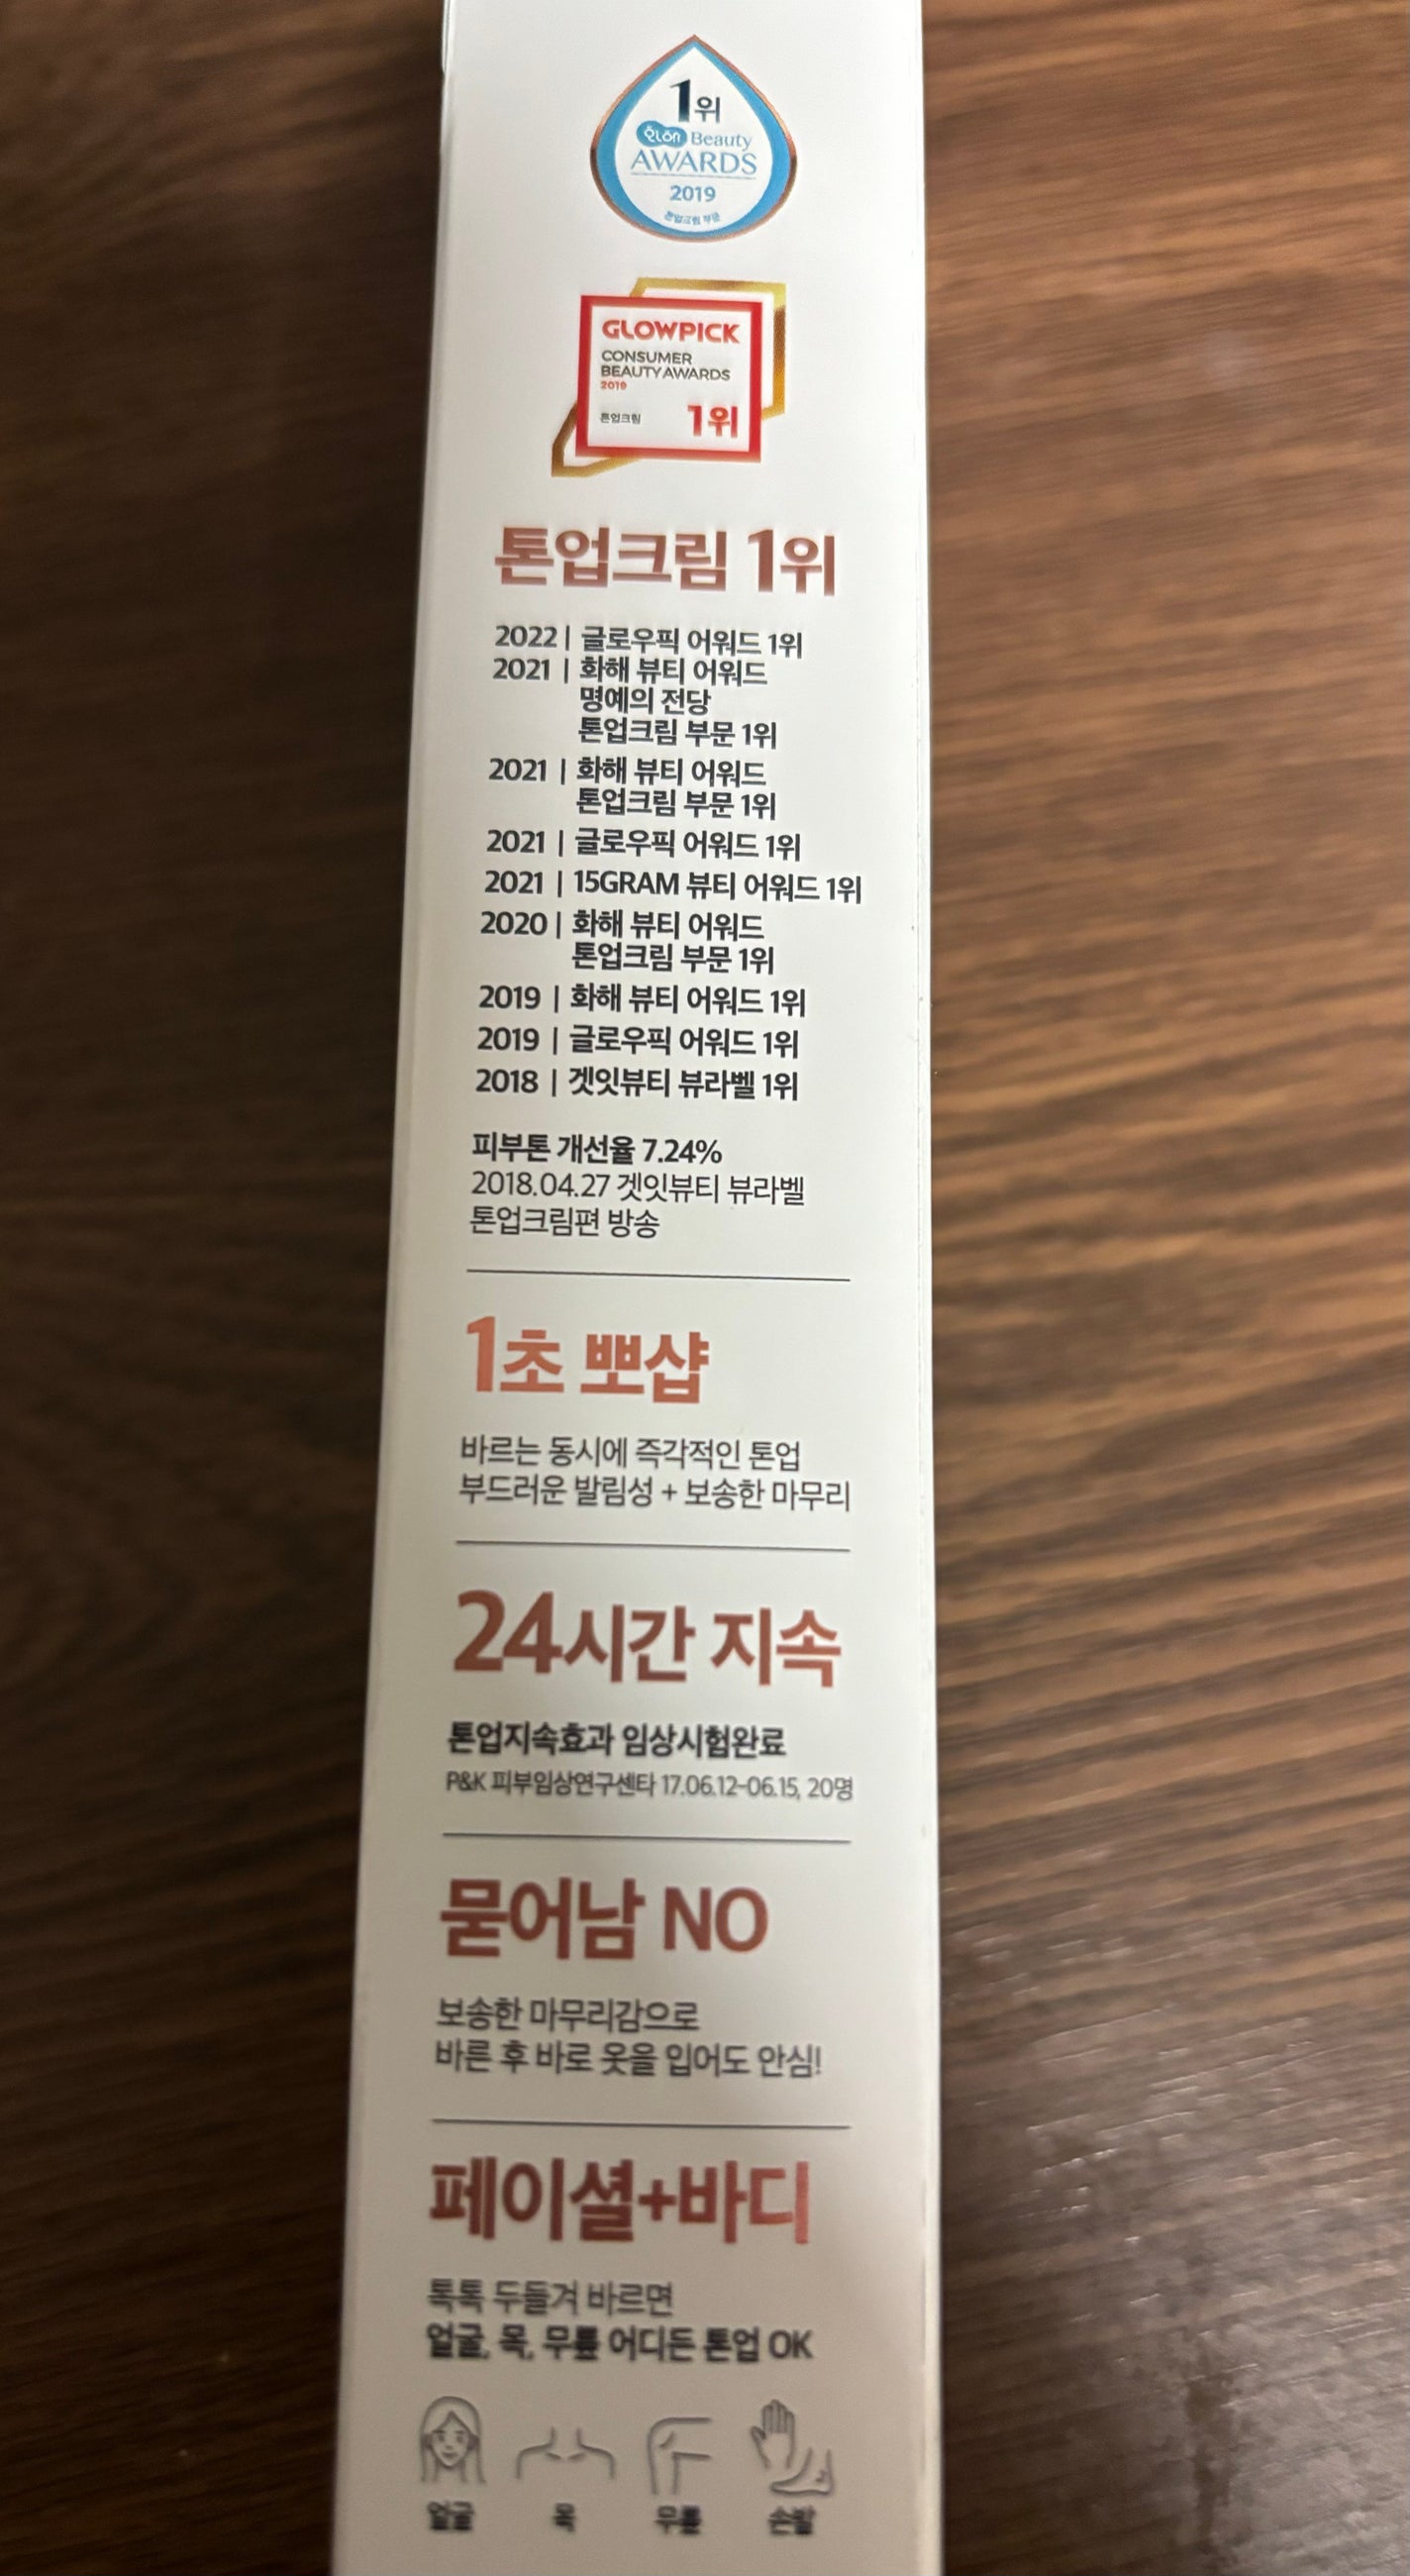 1위
화해 Beauty
AWARDS
2019
톤업크림 부문
GLOWPICK
CONSUMER
BEAUTY AWARDS
2019
톤업크림 1위
톤업크림 1위
2022 | 글로우픽 어워드 1위
2021 | 화해 뷰티 어워드
명예의 전당
톤업크림 부문 1위
2021 | 화해 뷰티 어워드
톤업크림 부문 1위
2021 | 글로우픽 어워드 1위
2021 | 15GRAM 뷰티 어워드 1위
2020 | 화해 뷰티 어워드
톤업크림 부문 1위
2019 | 화해 뷰티 어워드 1위
2019 | 글로우픽 어워드 1위
2018 | 겟잇뷰티 뷰라벨 1위
피부톤 개선율 7.24%
2018.04.27 겟잇뷰티 뷰라벨
톤업크림편 방송
1초 뽀샵
바르는 동시에 즉각적인 톤업
부드러운 발림성 + 보송한 마무리
24시간 지속
톤업지속효과 임상시험완료
P&K 피부임상연구센타 17.06.12~06.15, 20명
묻어남 NO
보송한 마무리감으로
바른 후 바로 옷을 입어도 안심!
페이셜+바디
톡톡 두들겨 바르면
얼굴, 목, 무릎 어디든 톤업 OK
얼굴 목 무릎 손발